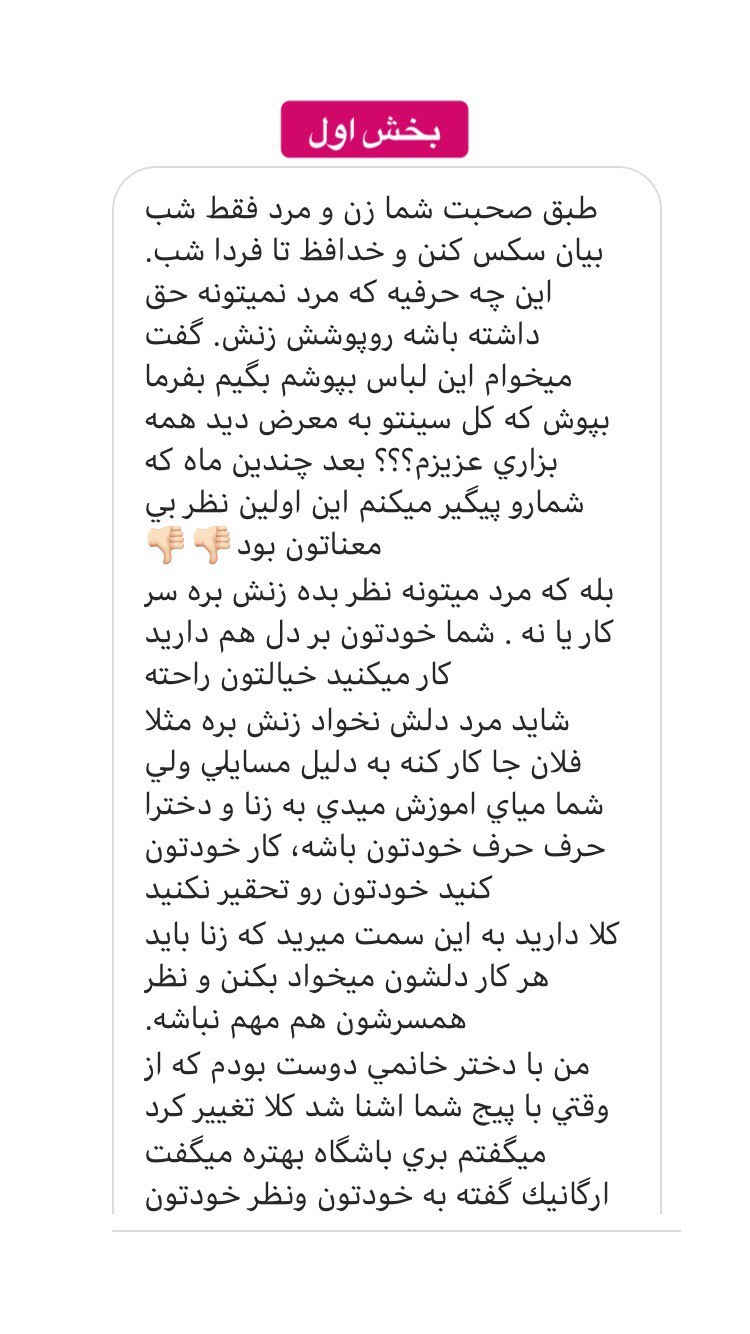 بخش اول
طبق صحبت شما زن و مرد فقط شب
بیان سکس کنن و خدافظ تا فردا شب.
این چه حرفیه که مرد نمیتونه حق
داشته باشه روپوشش زنش. گفت
میخوام این لباس بپوشم بگیم بفرما
بپوش که کل سینتو به معرض دید همه
بزاري عزیزم؟؟؟ بعد چندین ماه که
شمارو پیگیر میکنم این اولین نظر بي
معناتون بود 👎🏻👎🏻
بله که مرد میتونه نظر بده زنش بره سر
کار یا نه . شما خودتون بر دل هم دارید
کار میکنید خیالتون راحته
شاید مرد دلش نخواد زنش بره مثلا
فلان جا کار کنه به دلیل مسایلي ولي
شما میاي اموزش میدي به زنا و دخترا
حرف حرف خودتون باشه، کار خودتون
کنید خودتون رو تحقیر نکنید
کلا دارید به این سمت میرید که زنا باید
هر کار دلشون میخواد بکنن و نظر
همسرشون هم مهم نباشه.
من با دختر خانمي دوست بودم که از
وقتي با پیج شما اشنا شد کلا تغییر کرد
میگفتم بري باشگاه بهتره میگفت
ارگانیك گفته به خودتون ونظر خودتون